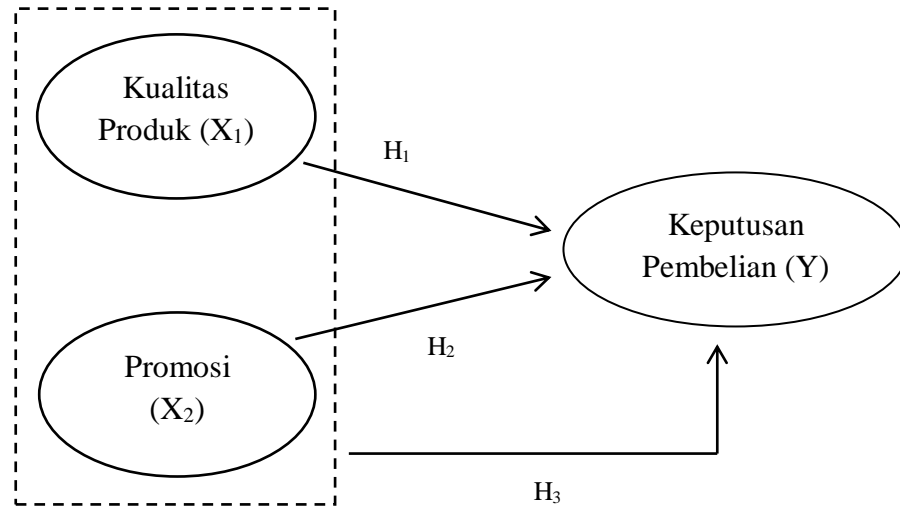 Kualitas
Produk (X₁)
H₁
Keputusan
Pembelian (Y)
H₂
Promosi
(X₂)
H₃